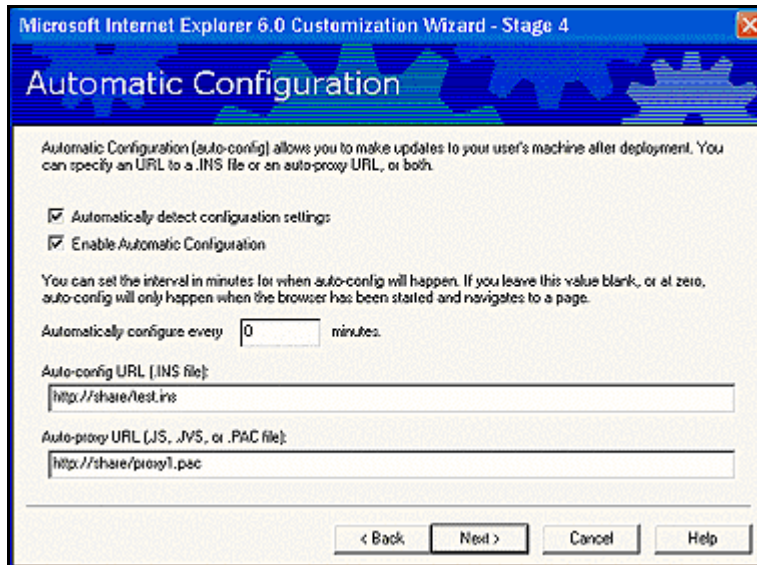 Microsoft Internet Explorer 6.0 Customization Wizard - Stage 4
Automatic Configuration
Automatic Configuration (auto-config) allows you to make updates to your user's machine after deployment. You
can specify an URL to a .INS file or an auto-proxy URL, or both.
Automatically detect configuration settings
Enable Automatic Configuration
You can set the interval in minutes for when auto-config will happen. If you leave this value blank, or at zero,
auto-config will only happen when the browser has been started and navigates to a page.
Automatically configure every 0 minutes.
Auto-config URL (.INS file):
http://share/test.ins
Auto-proxy URL (.JS, .JVS, or .PAC file):
http://share/proxy1.pac
< Back Next > Cancel Help